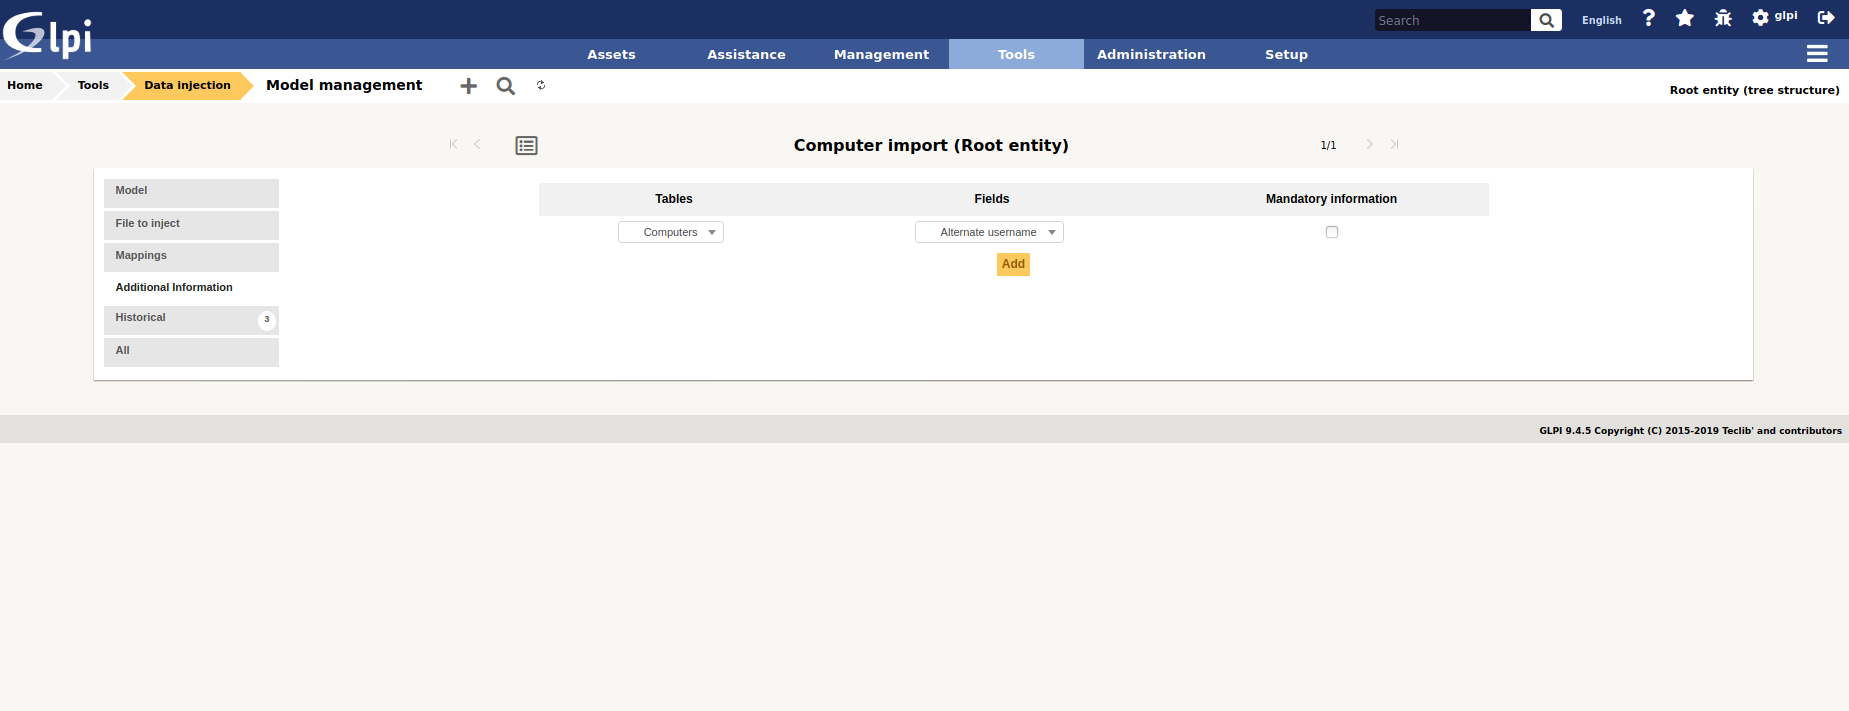 Glpi
Search
English
glpi
Assets
Assistance
Management
Tools
Administration
Setup
Home
Tools
Data injection
Model management
Root entity (tree structure)
Computer import (Root entity)
1/1
Model
File to inject
Mappings
Additional Information
Historical 3
All
Tables Fields Mandatory information
Computers Alternate username
Add
GLPI 9.4.5 Copyright (C) 2015-2019 Teclib' and contributors